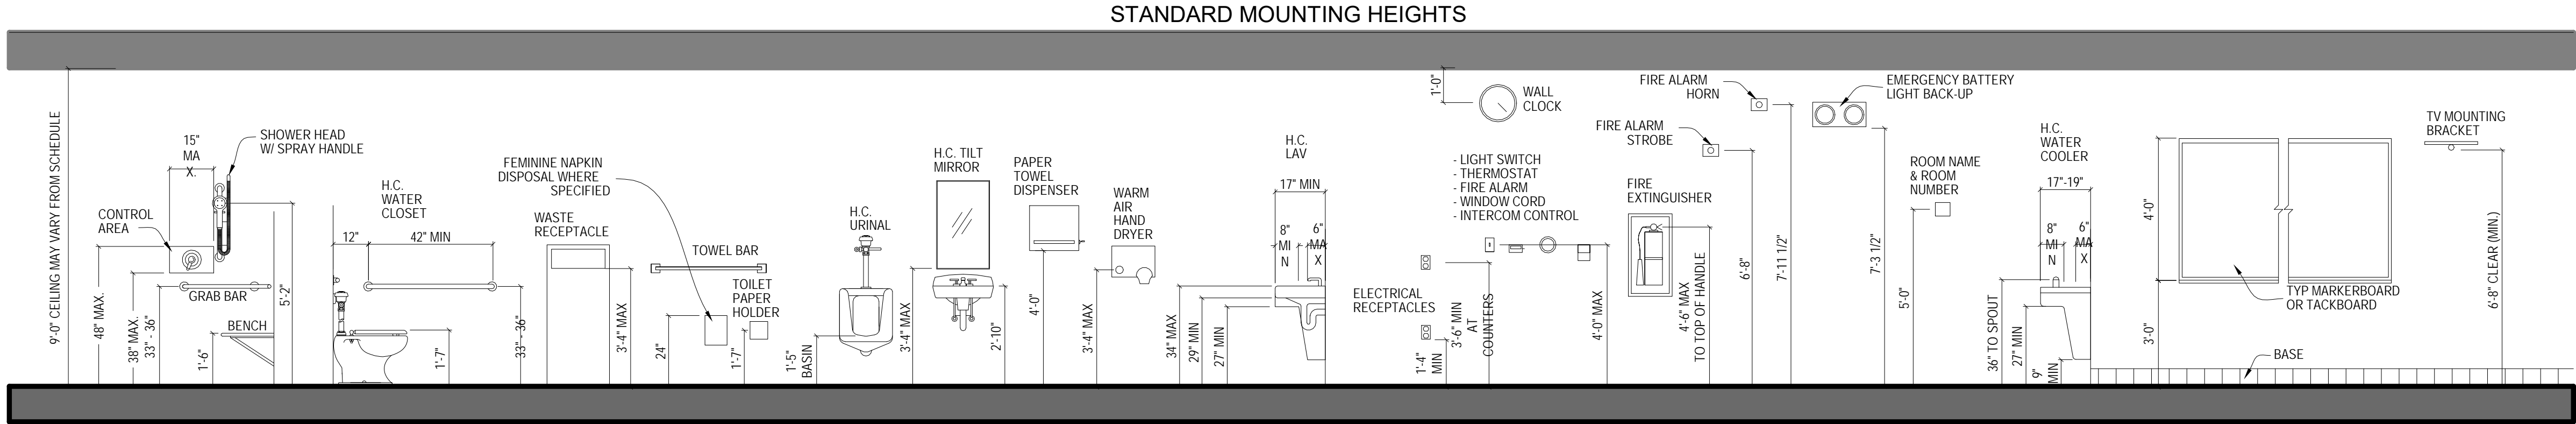 STANDARD MOUNTING HEIGHTS
9'-0" CEILING MAY VARY FROM SCHEDULE
CONTROL
AREA
15"
MA
X.
SHOWER HEAD
W/ SPRAY HANDLE
48" MAX.
38" MAX.
33" - 36"
GRAB BAR
BENCH
1'-6"
5'-2"
H.C.
WATER
CLOSET
12"
42" MIN
1'-7"
33" - 36"
FEMININE NAPKIN
DISPOSAL WHERE
SPECIFIED
WASTE
RECEPTACLE
3'-4" MAX
TOWEL BAR
24"
TOILET
PAPER
HOLDER
1'-7"
H.C.
URINAL
1'-5"
BASIN
H.C. TILT
MIRROR
3'-4" MAX
2'-10"
PAPER
TOWEL
DISPENSER
4'-0"
WARM
AIR
HAND
DRYER
3'-4" MAX
H.C.
LAV
17" MIN
8"
MI
N
6"
MA
X
34" MAX
29" MIN
27" MIN
ELECTRICAL
RECEPTACLES
1'-4"
MIN
3'-6" MIN
AT
COUNTERS
1'-0"
WALL
CLOCK
- LIGHT SWITCH
- THERMOSTAT
- FIRE ALARM
- WINDOW CORD
- INTERCOM CONTROL
4'-0" MAX
FIRE ALARM
HORN
FIRE ALARM
STROBE
FIRE
EXTINGUISHER
4'-6" MAX
TO TOP OF HANDLE
6'-8"
7'-11 1/2"
EMERGENCY BATTERY
LIGHT BACK-UP
7'-3 1/2"
ROOM NAME
& ROOM
NUMBER
5'-0"
H.C.
WATER
COOLER
17"-19"
8"
MI
N
6"
MA
X
36" TO SPOUT
27" MIN
9"
MIN
4'-0"
3'-0"
TYP MARKERBOARD
OR TACKBOARD
BASE
TV MOUNTING
BRACKET
6'-8" CLEAR (MIN.)